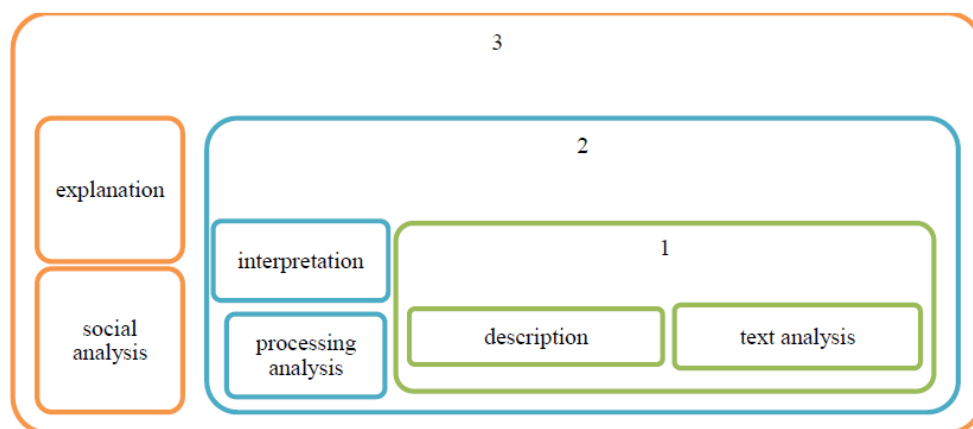 3
explanation
social
analysis
2
interpretation
processing
analysis
1
description
text analysis